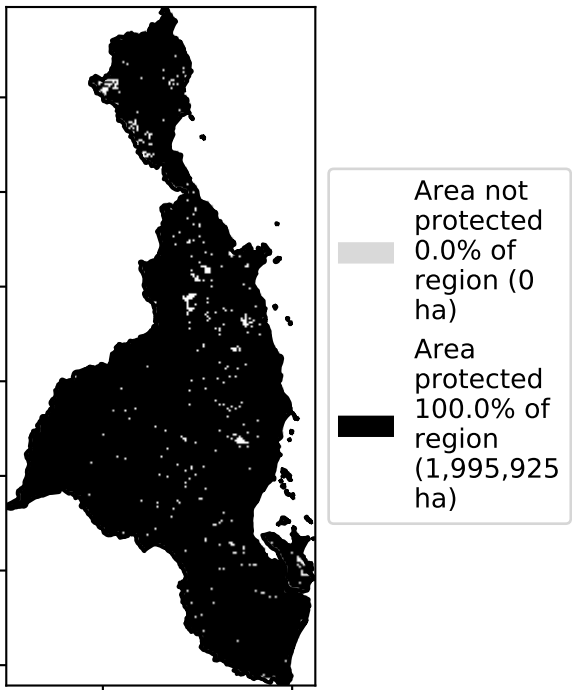 Area not
protected
0.0% of
region (0
ha)
Area
protected
100.0% of
region
(1,995,925
ha)